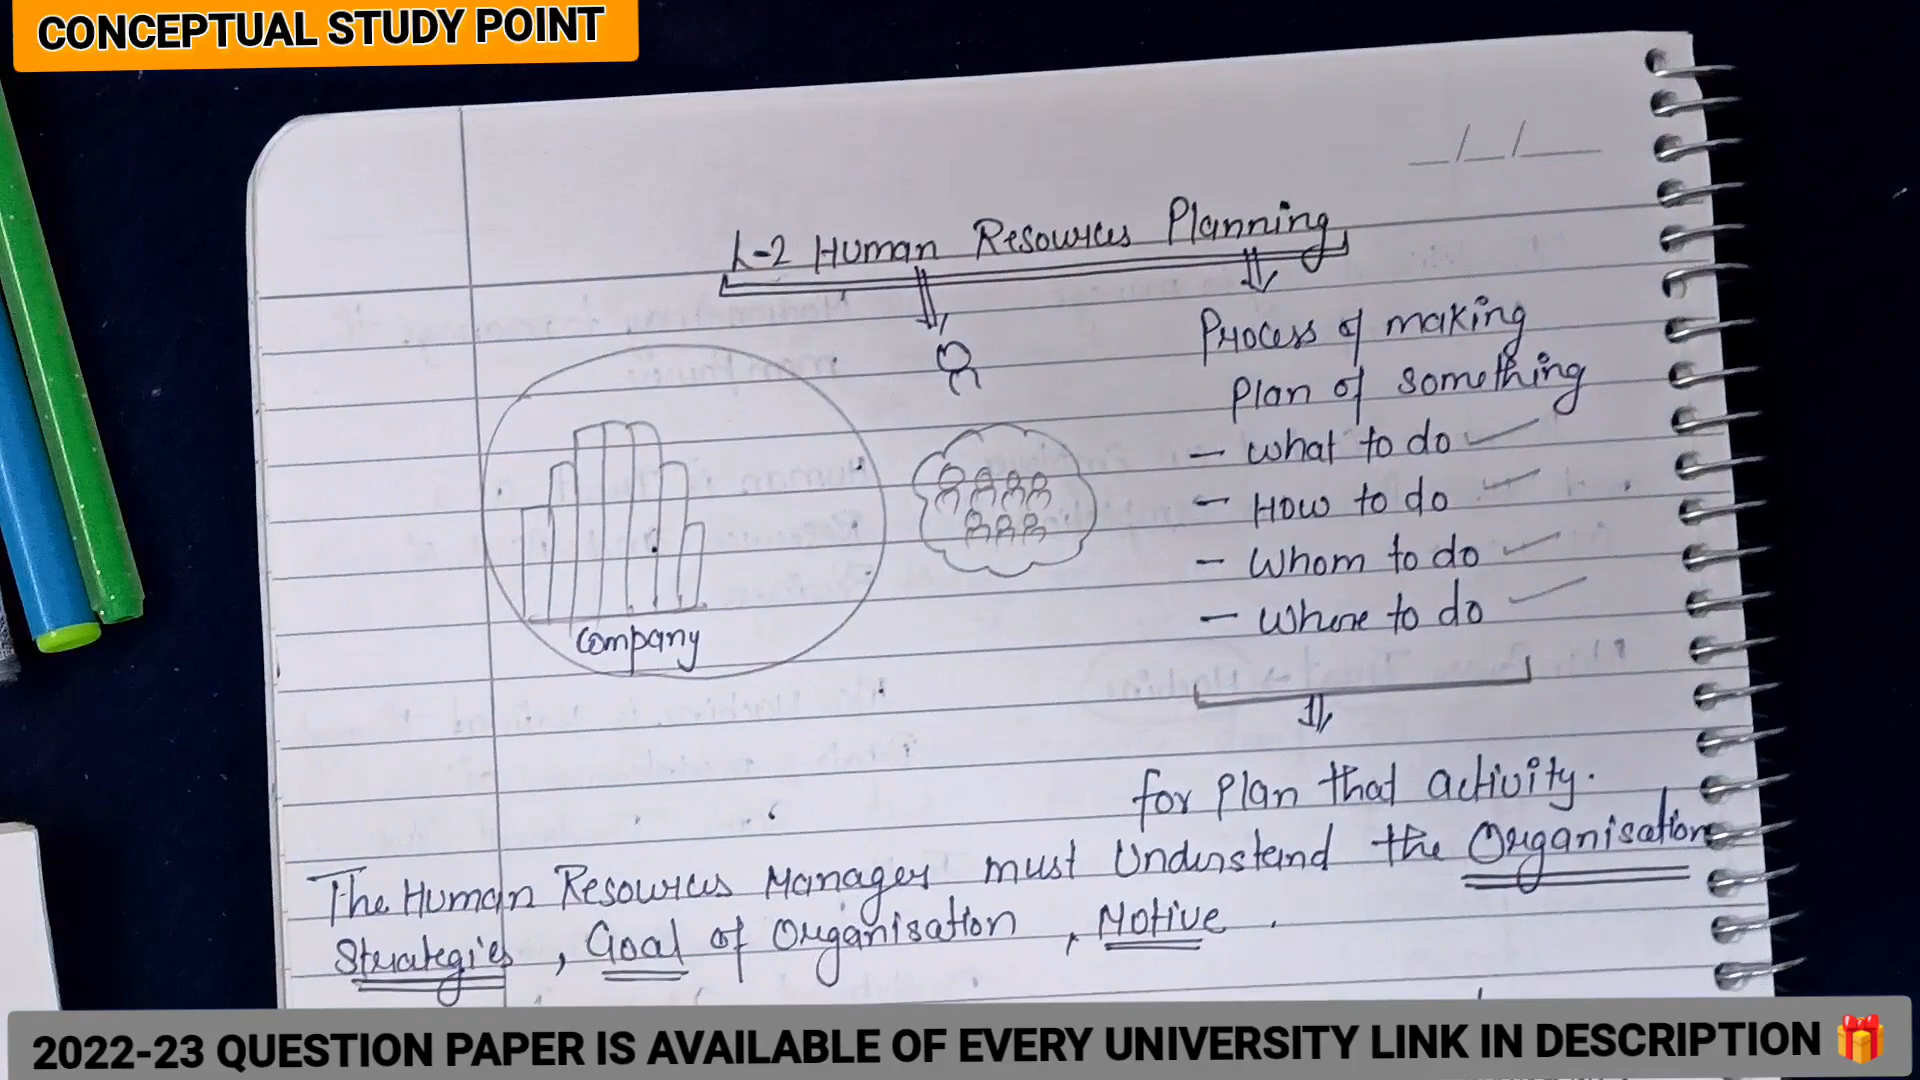 CONCEPTUAL STUDY POINT
L-2 Human Resources Planning
Process of making
Plan of something
- What to do
- How to do
- Whom to do
- Where to do
Company
for Plan that activity.
The Human Resources Manager must Understand the Organisation
Strategies, Goal of Organisation, Motive.
2022-23 QUESTION PAPER IS AVAILABLE OF EVERY UNIVERSITY LINK IN DESCRIPTION